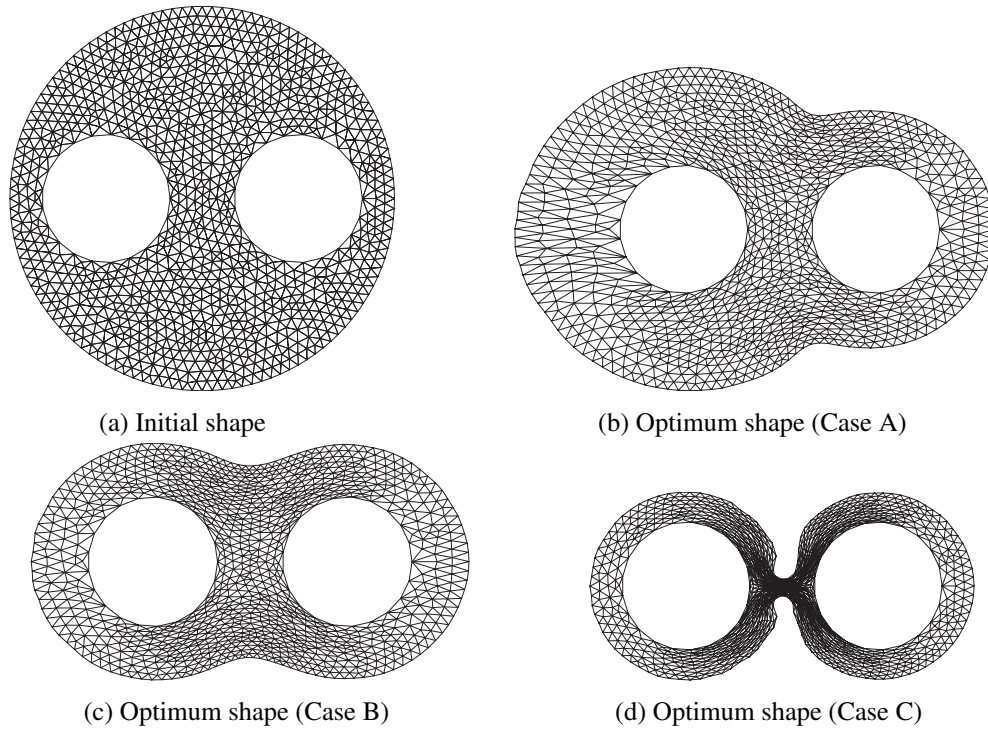 (a) Initial shape
(b) Optimum shape (Case A)
(c) Optimum shape (Case B)
(d) Optimum shape (Case C)